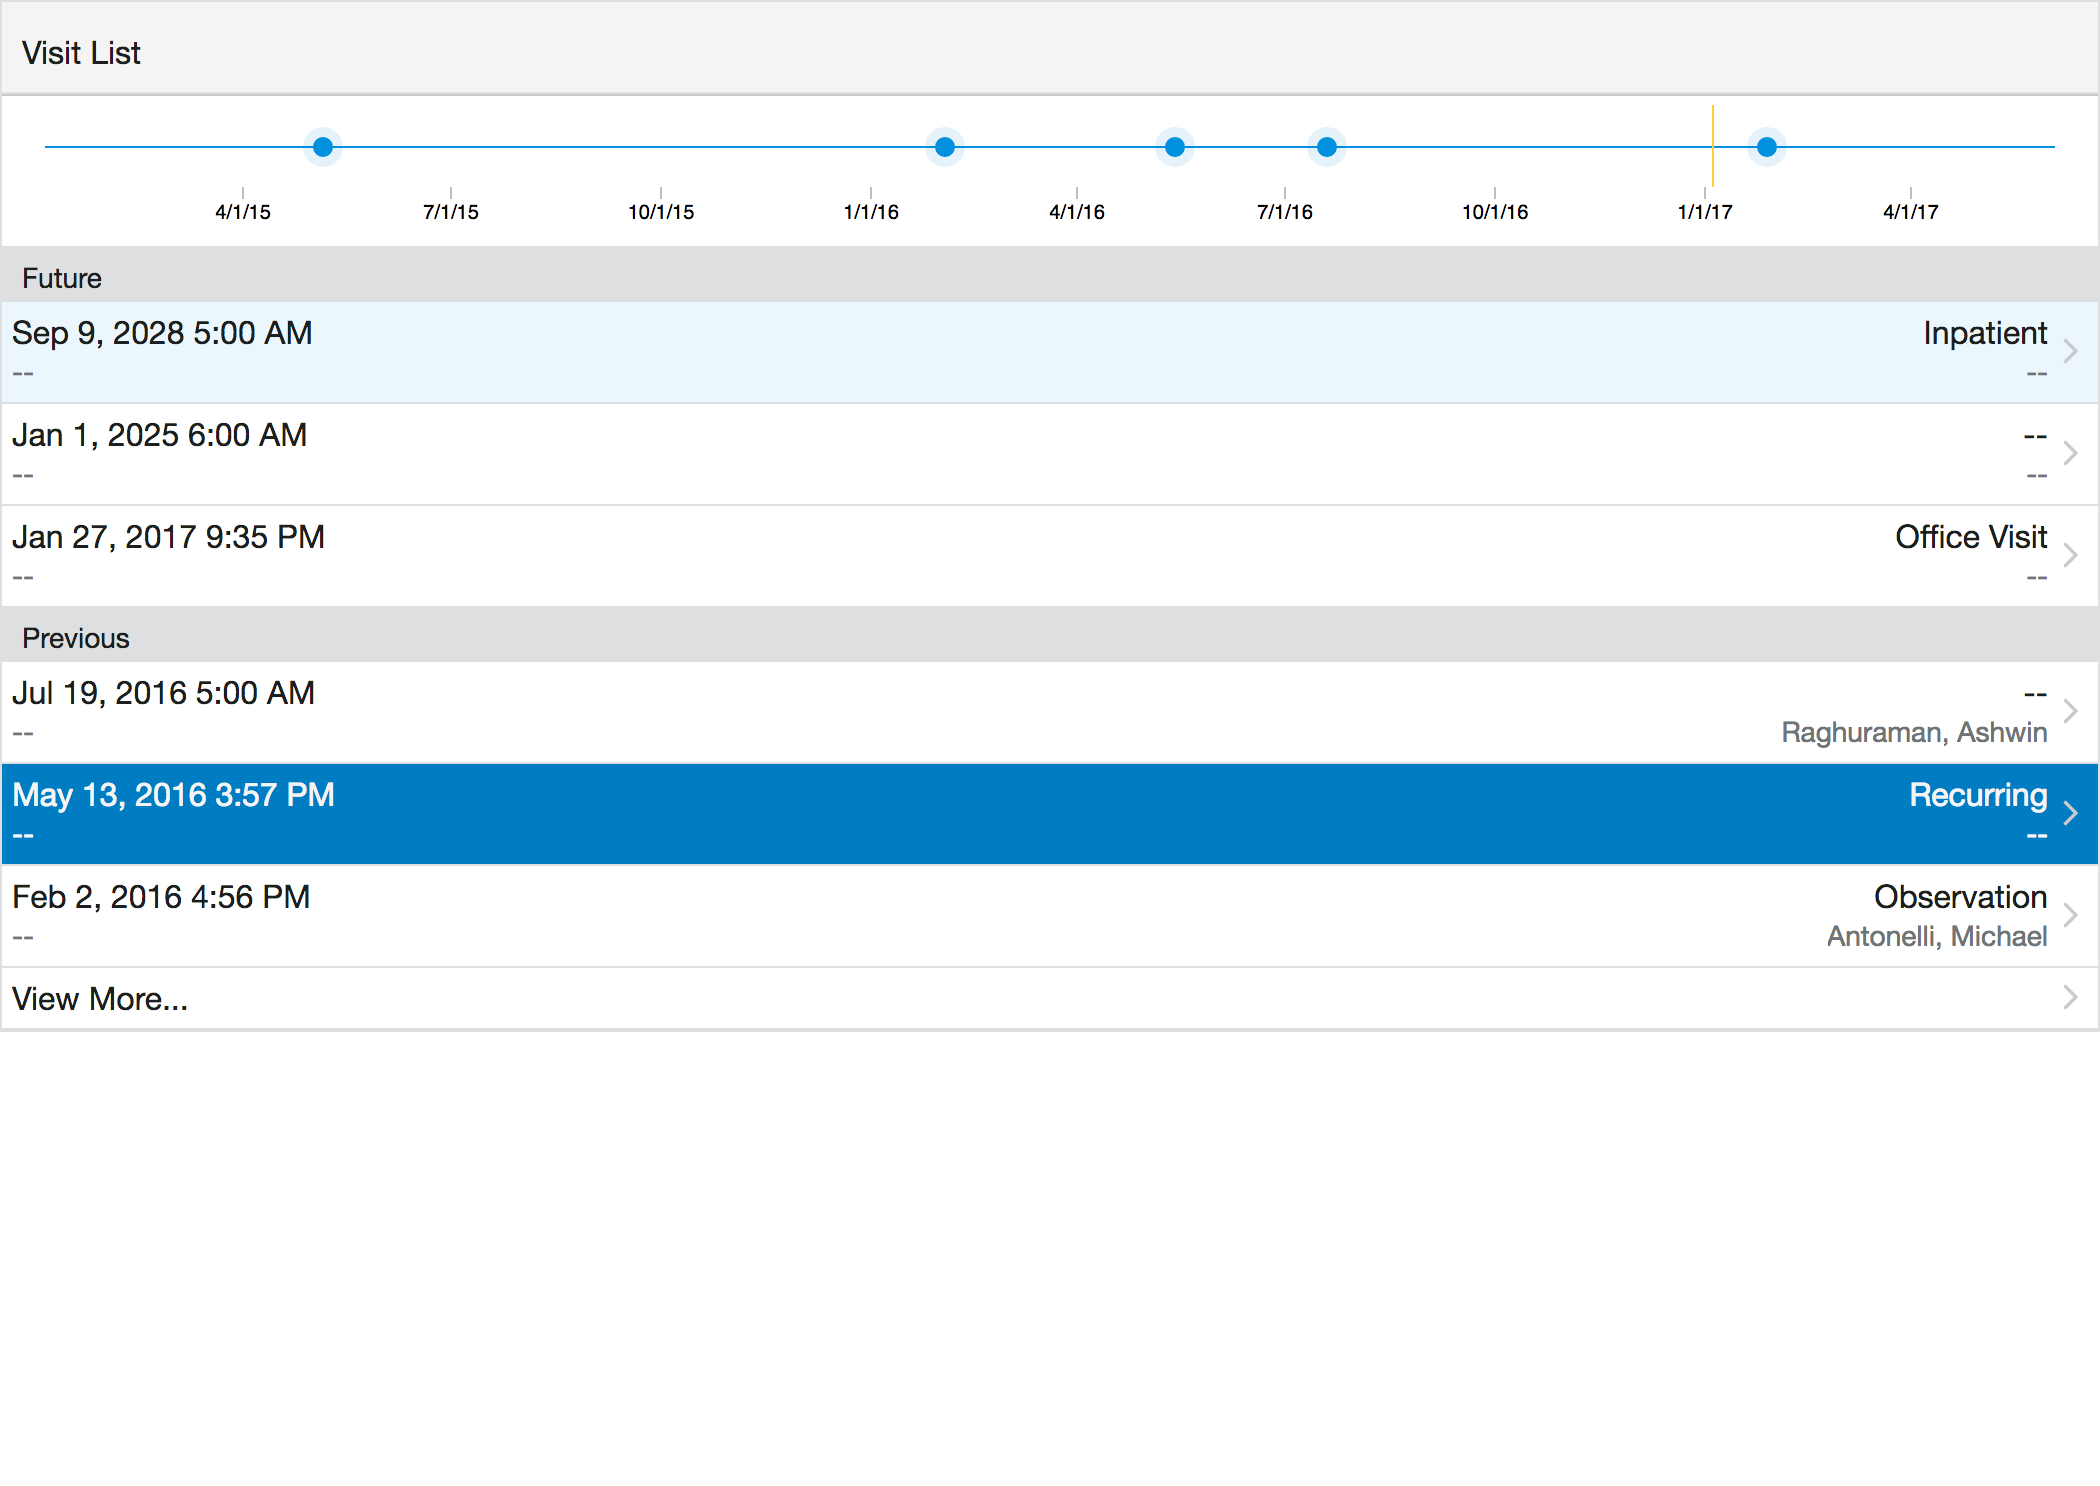 Visit List
4/1/15 7/1/15 10/1/15 1/1/16 4/1/16 7/1/16 10/1/16 1/1/17 4/1/17
Future
Sep 9, 2028 5:00 AM Inpatient
-- --
Jan 1, 2025 6:00 AM --
-- --
Jan 27, 2017 9:35 PM Office Visit
-- --
Previous
Jul 19, 2016 5:00 AM --
-- Raghuraman, Ashwin
May 13, 2016 3:57 PM Recurring
-- --
Feb 2, 2016 4:56 PM Observation
-- Antonelli, Michael
View More...